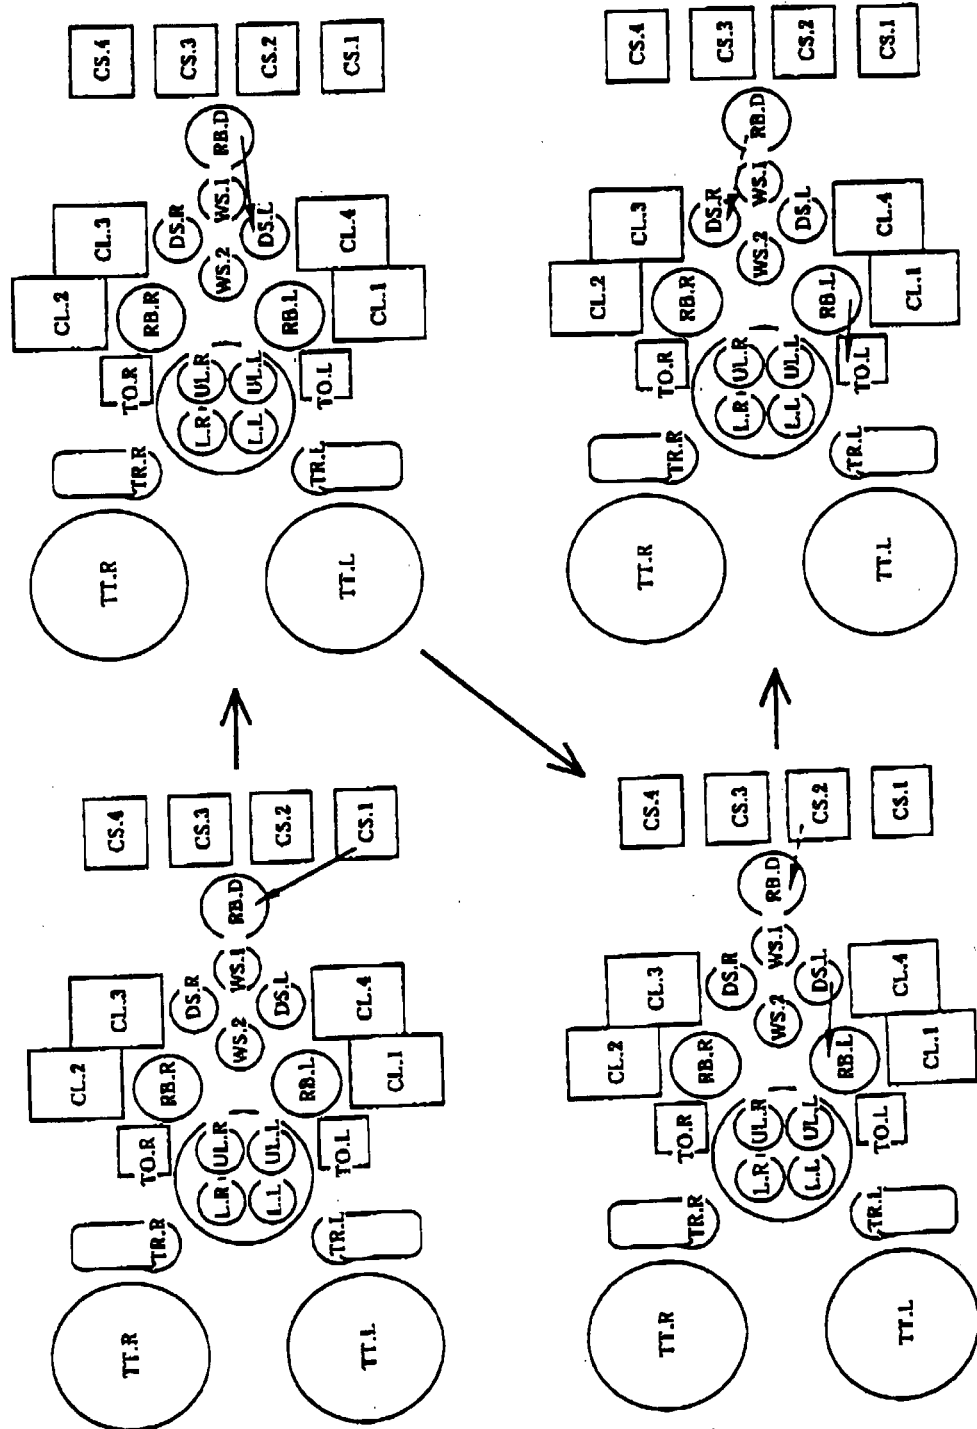 CS.4
CS.3
CS.2
CS.1
RB.D
WS.1
DS.R
DS.L
WS.2
CL.3
CL.4
CL.2
CL.1
RB.R
RB.L
TO.R
TO.L
UL.R
UL.L
L.R
L.L
TR.R
TR.L
TT.R
TT.L
CS.4
CS.3
CS.2
CS.1
RB.D
WS.1
DS.R
DS.L
WS.2
CL.3
CL.4
CL.2
CL.1
RB.R
RB.L
TO.R
TO.L
UL.R
UL.L
L.R
L.L
TR.R
TR.L
TT.R
TT.L
CS.4
CS.3
CS.2
CS.1
RB.D
WS.1
DS.R
DS.L
WS.2
CL.3
CL.4
CL.2
CL.1
RB.R
RB.L
TO.R
TO.L
UL.R
UL.L
L.R
L.L
TR.R
TR.L
TT.R
TT.L
CS.4
CS.3
CS.2
CS.1
RB.D
WS.1
DS.R
DS.L
WS.2
CL.3
CL.4
CL.2
CL.1
RB.R
RB.L
TO.R
TO.L
UL.R
UL.L
L.R
L.L
TR.R
TR.L
TT.R
TT.L